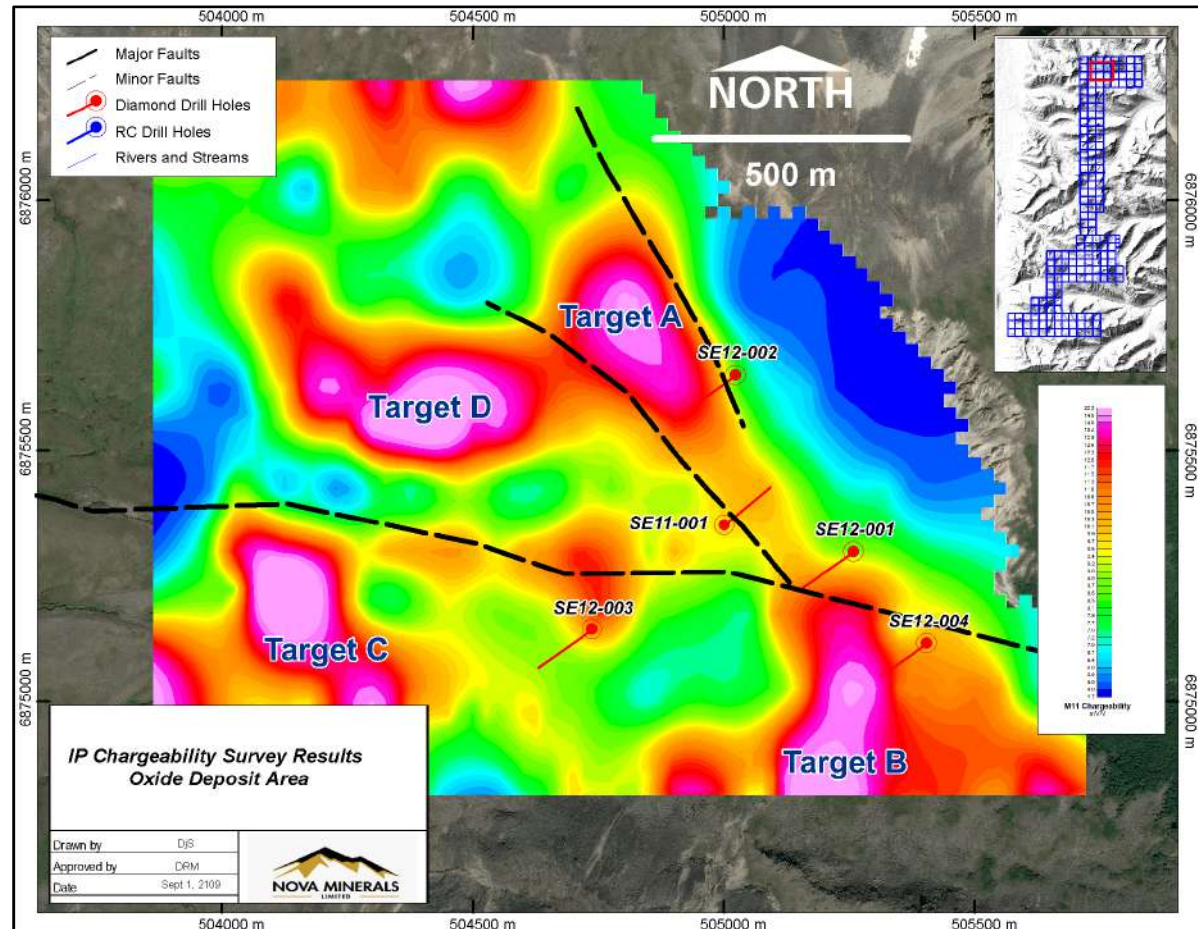 504000 m
504500 m
505000 m
505500 m
Major Faults
Minor Faults
Diamond Drill Holes
RC Drill Holes
Rivers and Streams
NORTH
500 m
6876000 m
6876000 m
Target A
SE12-002
Target D
6875500 m
6875500 m
SE11-001
SE12-001
SE12-003
SE12-004
Target C
6875000 m
6875000 m
M11 Chargeability
Target B
IP Chargeability Survey Results
Oxide Deposit Area
Drawn by DjS
Approved by DRM
Date Sept 1, 2109
NOVA MINERALS
LIMITED
504000 m
504500 m
505000 m
505500 m